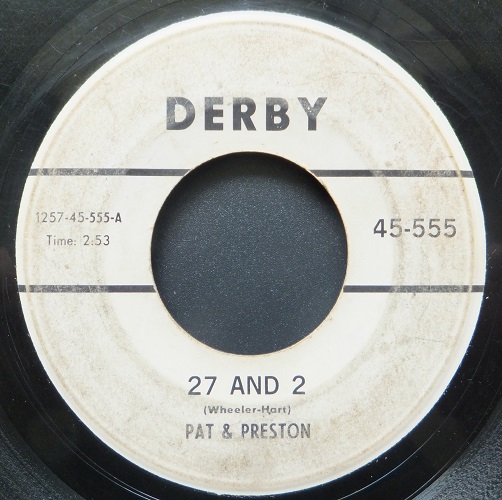 DERBY
1257-45-555-A
Time: 2:53
45-555
27 AND 2
(Wheeler-Hart)
PAT & PRESTON